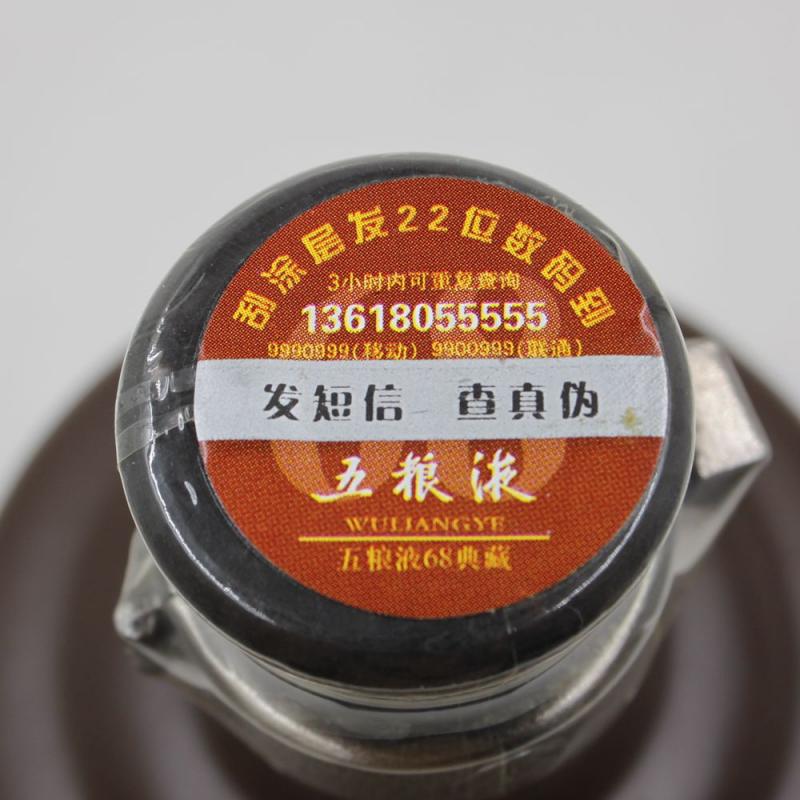 刮涂层发22位数码到
3小时内可重复查询
13618055555
9990999(移动) 9900999(联通)
发短信 查真伪
五粮液
WULIANGYE
五粮液68典藏